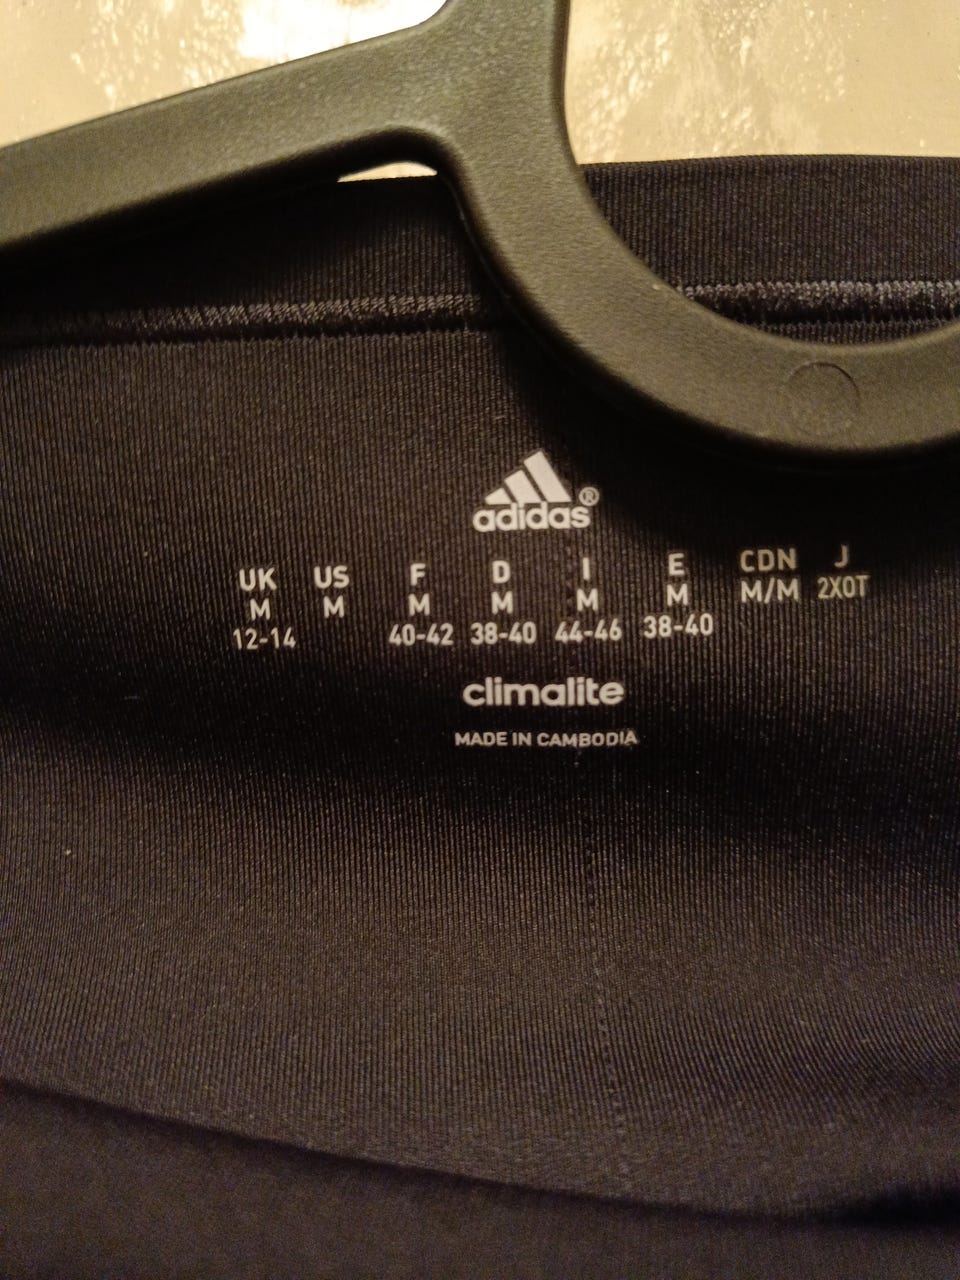 adidas®
UK US F D I E CDN J
M M M M M M M/M 2XOT
12-14 40-42 38-40 44-46 38-40
climalite
MADE IN CAMBODIA